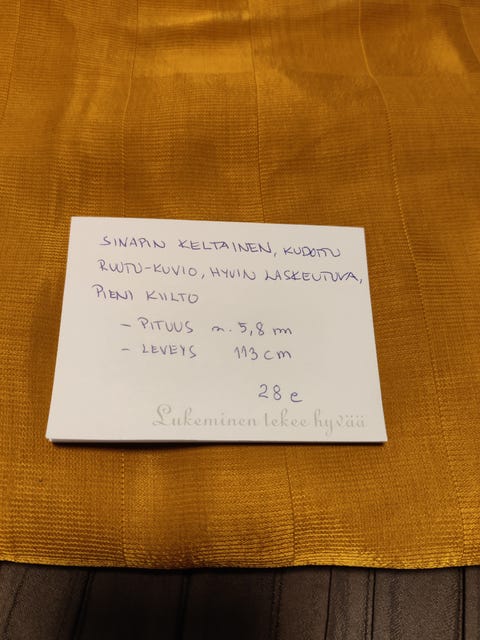 SINAPIN KELTAINEN, KUDOTTU
RUUTU-KUVIO, HYVIN LASKEUTUVA,
PIENI KIILTO
- PITUUS n. 5,8 m
- LEVEYS 113 cm
28 e
Lukeminen tekee hyvää